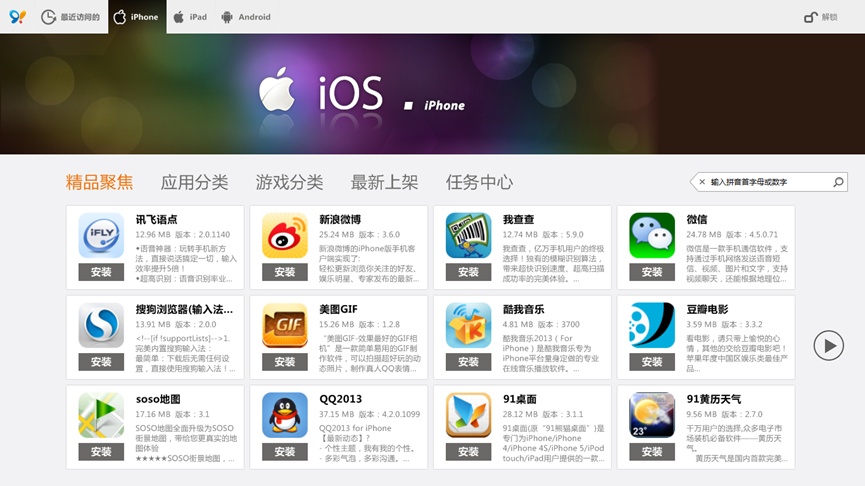 91 最近访问的 iPhone iPad Android 解锁
iOS ■ iPhone
精品聚焦 应用分类 游戏分类 最新上架 任务中心
输入拼音首字母或数字
讯飞语点
12.96 MB 版本：2.0.1140
•语音神器：玩转手机新方
法，直接说话搞定一切，输入
效率提升5倍！
•超高识别：语音识别率业...
iFLY
安装
新浪微博
25.24 MB 版本：3.6.0
新浪微博的iPhone版手机客
户端实现了:
轻松更新浏览你关注的好友、
娱乐明星、专家发布的最新...
安装
我查查
12.74 MB 版本：5.9.0
我查查，亿万手机用户的终极
选择！独有的模糊识别算法，
带来超快识别速度、超高扫描
成功率的完美体验。...
安装
微信
24.78 MB 版本：4.5.0.71
微信是一款手机通信软件，支
持通过手机网络发送语音短
信、视频、图片和文字，支持
视频聊天，还能根据地理位...
安装
搜狗浏览器(输入法...
13.91 MB 版本：2.0.0
<!--[if !supportLists]-->1.
完美内置搜狗输入法：
最简单：下载后无需任何设
置，直接使用搜狗输入法！...
安装
美图GIF
15.26 MB 版本：1.2.8
“美图GIF-效果最好的GIF相
机”是一款简单易用的GIF制
作软件，可以拍摄超好玩的动
态照片，制作真人QQ表情...
GIF
安装
酷我音乐
4.81 MB 版本：3700
酷我音乐2013（For
iPhone）是酷我音乐专为
iPhone平台量身定做的专业
在线音乐播放软件。...
安装
豆瓣电影
3.59 MB 版本：3.3.2
看电影，请只带上愉悦的心
情，其他的交给豆瓣电影吧！
苹果年度中国区娱乐类最佳产
品...
安装
soso地图
17.16 MB 版本：3.1
SOSO地图全面升级为SOSO
街景地图，带给您更真实的地
图体验
★★★★★SOSO街景地图，...
安装
QQ2013
37.15 MB 版本：4.2.0.1099
QQ2013 for iPhone
【最新动态】?
· 个性主题，我有我的个性。
· 多彩气泡，多彩沟通。...
安装
91桌面
28.12 MB 版本：3.1.1
91桌面(原“91熊猫桌面”)是
专门为iPhone/iPhone
4/iPhone 4S/iPhone 5/iPod
touch/iPad用户提供的一款...
安装
91黄历天气
9.56 MB 版本：2.7.0
千万用户的选择,众多电子市
场装机必备软件——黄历天
气。
黄历天气是国内首款完美...
23°
安装